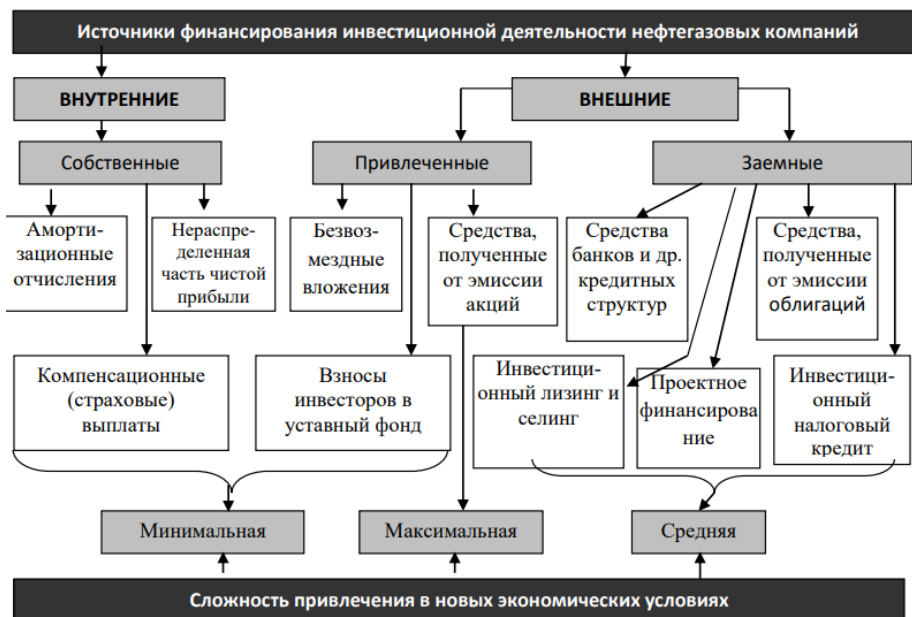 Источники финансирования инвестиционной деятельности нефтегазовых компаний
ВНУТРЕННИЕ
ВНЕШНИЕ
Собственные
Привлеченные
Заемные
Аморти-
зационные
отчисления
Нераспре-
деленная
часть чистой
прибыли
Безвоз-
мездные
вложения
Средства,
полученные
от эмиссии
акций
Средства
банков и др.
кредитных
структур
Средства,
полученные
от эмиссии
облигаций
Компенсационные
(страховые)
выплаты
Взносы
инвесторов в
уставный фонд
Инвестици-
онный лизинг и
селинг
Проектное
финансирова
ние
Инвестици-
онный
налоговый
кредит
Минимальная
Максимальная
Средняя
Сложность привлечения в новых экономических условиях